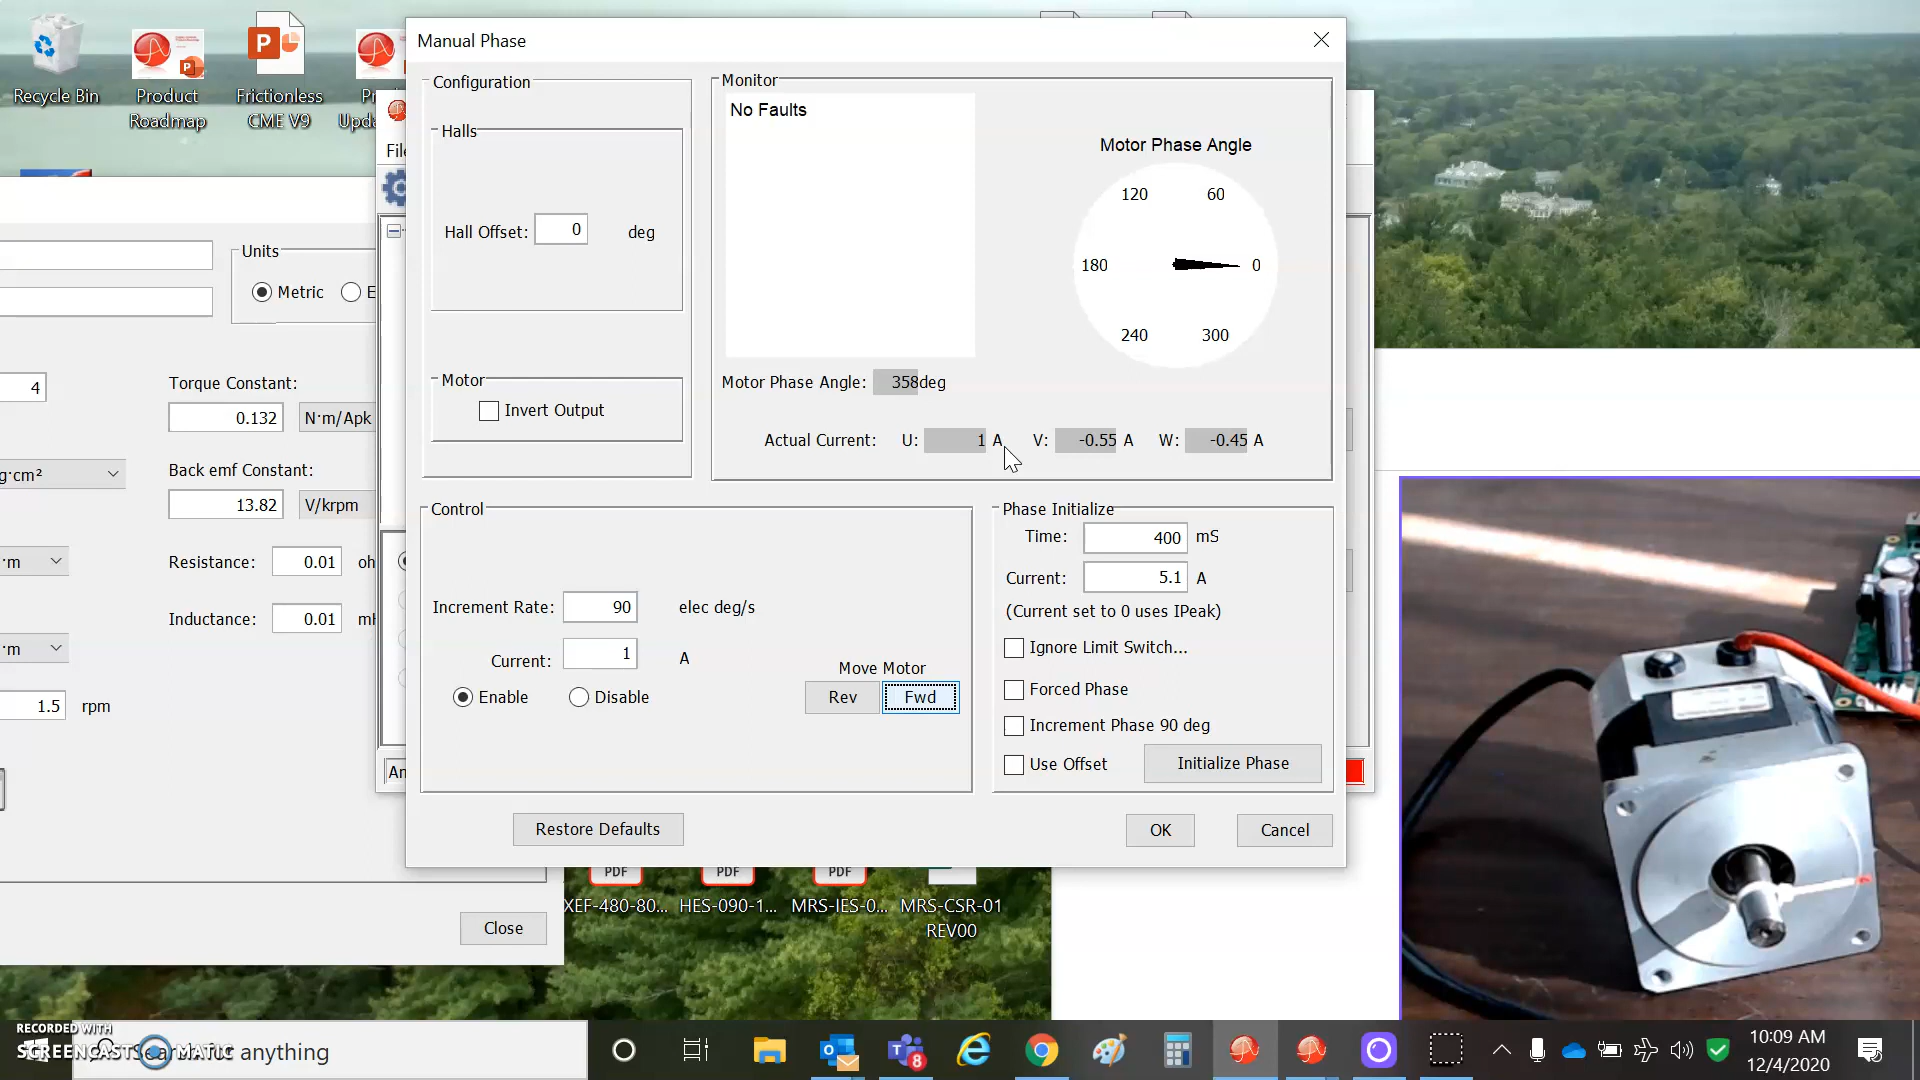 Recycle Bin
Product
Roadmap
Frictionless
CME V9
Manual Phase
Configuration
Halls
Hall Offset: 0 deg
Motor
Invert Output
Monitor
No Faults
Motor Phase Angle
120 60
180 0
240 300
Motor Phase Angle: 358deg
Actual Current: U: 1 A V: -0.55 A W: -0.45 A
Control
Increment Rate: 90 elec deg/s
Current: 1 A
Enable Disable
Move Motor
Rev Fwd
Phase Initialize
Time: 400 mS
Current: 5.1 A
(Current set to 0 uses IPeak)
Ignore Limit Switch...
Forced Phase
Increment Phase 90 deg
Use Offset Initialize Phase
Restore Defaults OK Cancel
File
Units
Metric E
4
Torque Constant:
0.132 N·m/Apk
g·cm²
Back emf Constant:
13.82 V/krpm
·m
Resistance: 0.01 oh
Inductance: 0.01
·m
1.5 rpm
Close
PDF PDF PDF
XEF-480-80... HES-090-1... MRS-IES-0... MRS-CSR-01
REV00
RECORDED WITH
SCREENCAST MATIC
anything
8
10:09 AM
12/4/2020